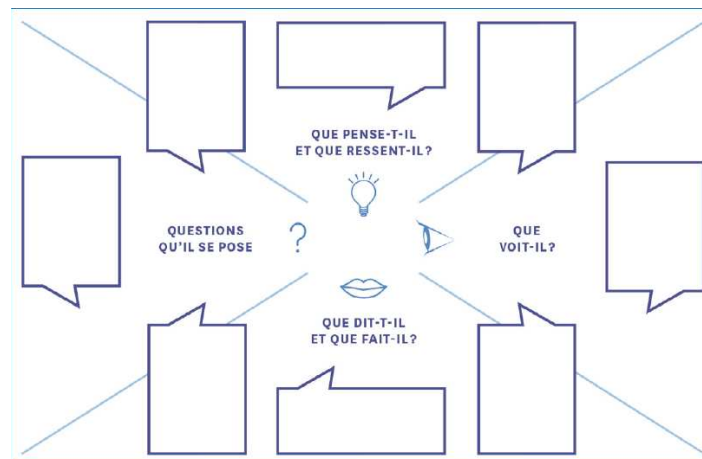 QUE PENSE-T-IL
ET QUE RESSENT-IL?
QUESTIONS
QU'IL SE POSE
?
QUE
VOIT-IL?
QUE DIT-T-IL
ET QUE FAIT-IL?